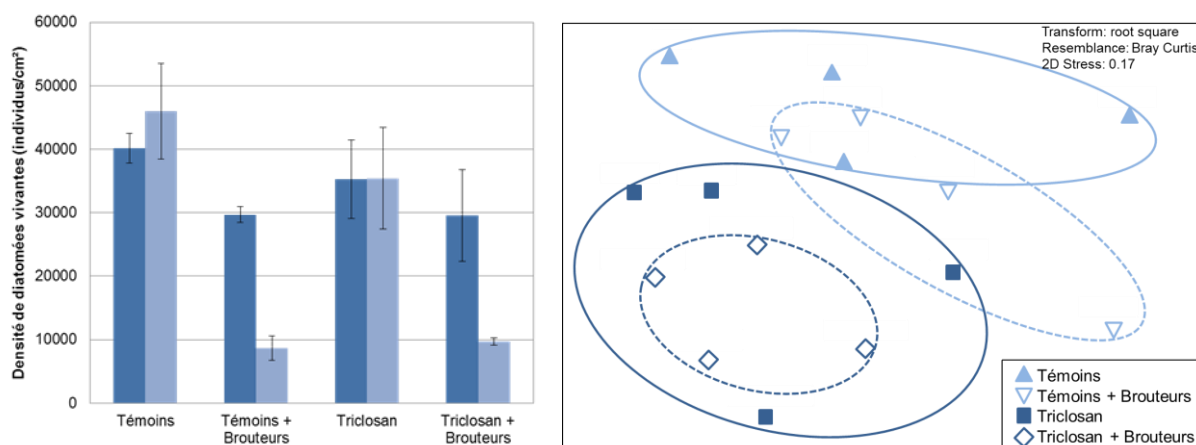 Densité de diatomées vivantes (individus/cm²)
60000
50000
40000
30000
20000
10000
0
Témoins
Témoins +
Brouteurs
Triclosan
Triclosan +
Brouteurs
Transform: root square
Resemblance: Bray Curtis
2D Stress: 0.17
Témoins
Témoins + Brouteurs
Triclosan
Triclosan + Brouteurs